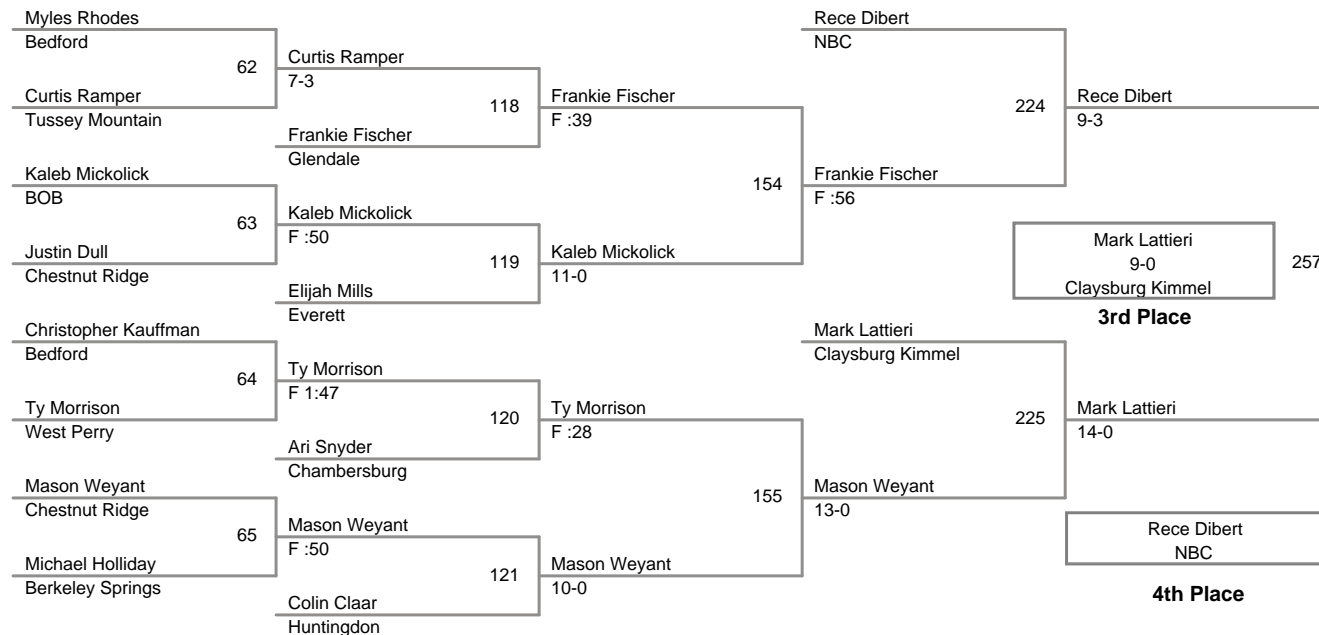 Myles Rhodes
Bedford
62
Curtis Ramper
Tussey Mountain
Kaleb Mickolick
BOB
63
Justin Dull
Chestnut Ridge
Christopher Kauffman
Bedford
64
Ty Morrison
West Perry
Mason Weyant
Chestnut Ridge
65
Michael Holliday
Berkeley Springs
Curtis Ramper
7-3
118
Frankie Fischer
Glendale
Kaleb Mickolick
F :50
119
Elijah Mills
Everett
Ty Morrison
F 1:47
120
Ari Snyder
Chambersburg
Mason Weyant
F :50
121
Colin Claar
Huntingdon
Frankie Fischer
F :39
154
Kaleb Mickolick
11-0
Ty Morrison
F :28
155
Mason Weyant
10-0
Rece Dibert
NBC
224
Frankie Fischer
F :56
Mark Lattieri
Claysburg Kimmel
225
Mason Weyant
13-0
Rece Dibert
9-3
Mark Lattieri
9-0
Claysburg Kimmel
257
3rd Place
Mark Lattieri
14-0
Rece Dibert
NBC
4th Place